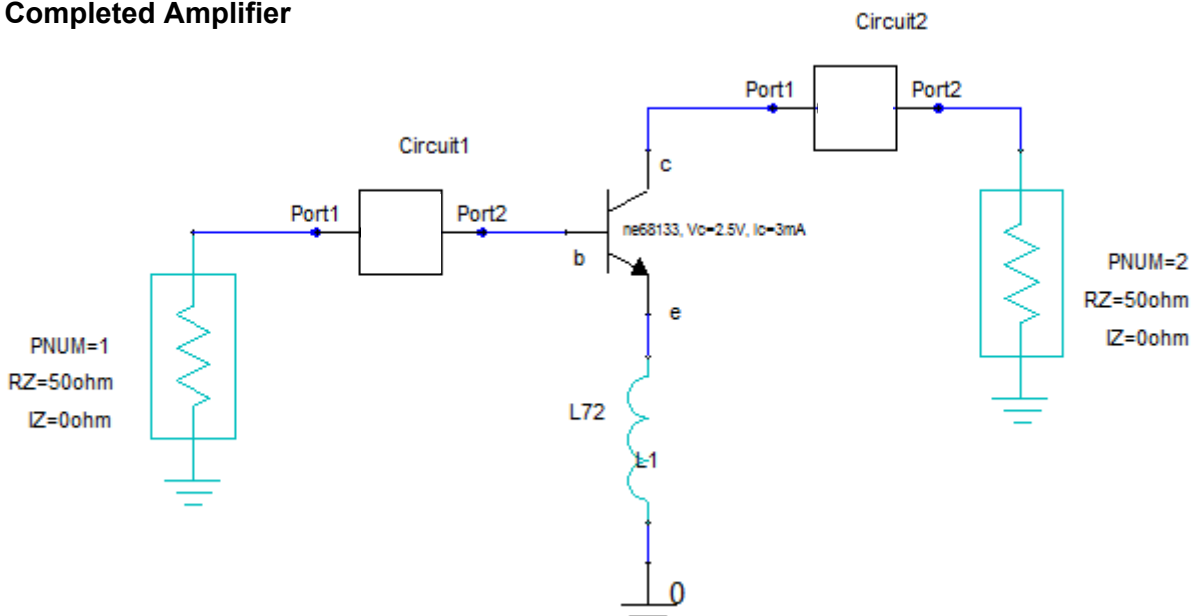 Completed Amplifier
Circuit2
Port1
Port2
Circuit1
c
Port1
Port2
ne68133, Vc=2.5V, Ic=3mA
b
e
PNUM=2
RZ=50ohm
IZ=0ohm
PNUM=1
RZ=50ohm
IZ=0ohm
L72
L1
0